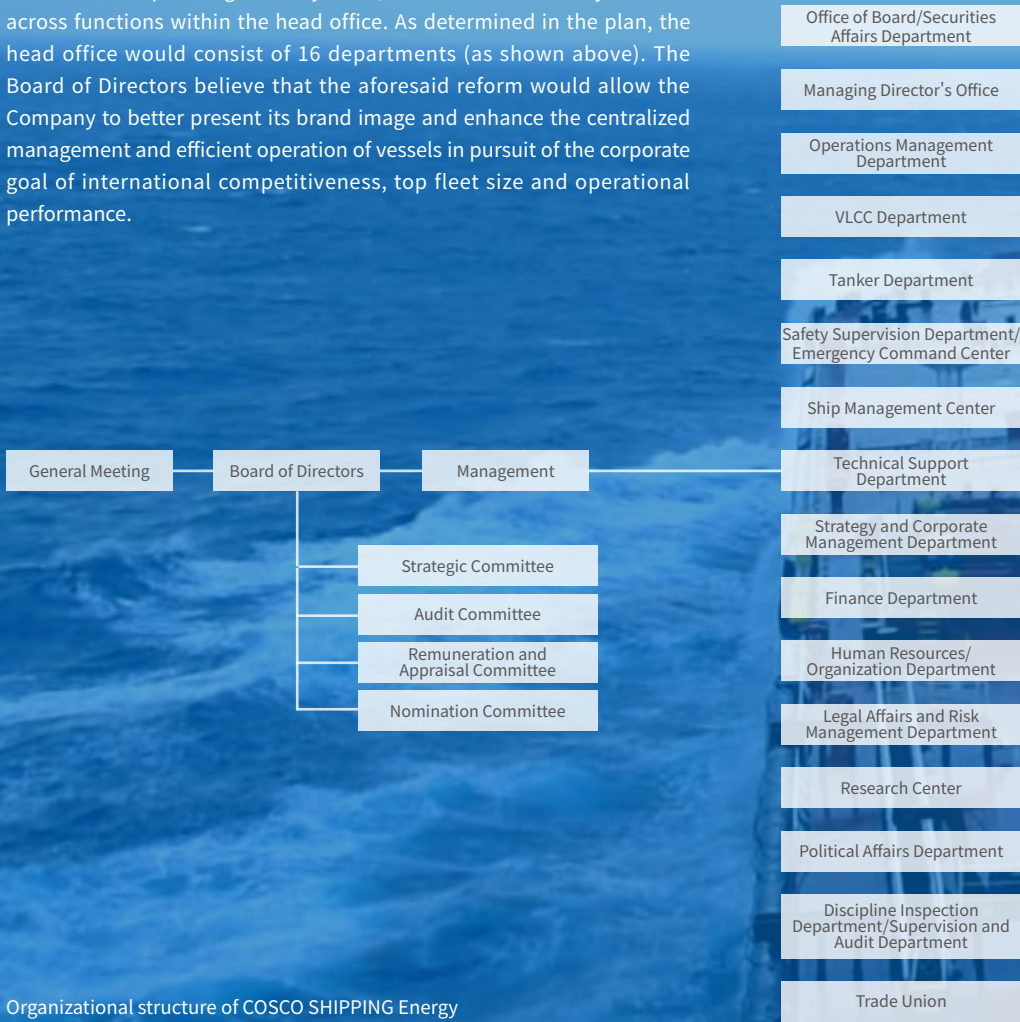 across functions within the head office. As determined in the plan, the
head office would consist of 16 departments (as shown above). The
Board of Directors believe that the aforesaid reform would allow the
Company to better present its brand image and enhance the centralized
management and efficient operation of vessels in pursuit of the corporate
goal of international competitiveness, top fleet size and operational
performance.
Office of Board/Securities
Affairs Department
Managing Director's Office
Operations Management
Department
VLCC Department
Tanker Department
Safety Supervision Department/
Emergency Command Center
Ship Management Center
General Meeting
Board of Directors
Management
Technical Support
Department
Strategy and Corporate
Management Department
Strategic Committee
Audit Committee
Remuneration and
Appraisal Committee
Nomination Committee
Finance Department
Human Resources/
Organization Department
Legal Affairs and Risk
Management Department
Research Center
Political Affairs Department
Discipline Inspection
Department/Supervision and
Audit Department
Trade Union
Organizational structure of COSCO SHIPPING Energy